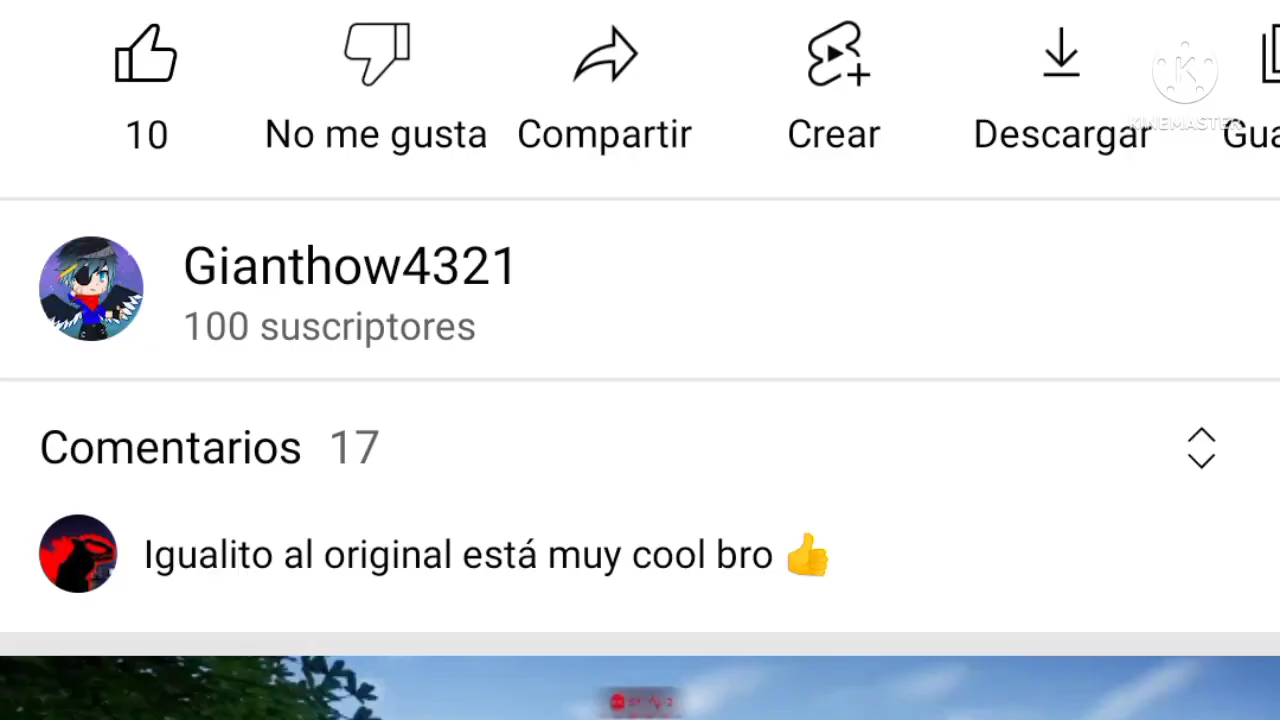 10
No me gusta
Compartir
Crear
Descargar
KINEMASTER
Gianthow4321
100 suscriptores
Comentarios 17
Igualito al original está muy cool bro 👍